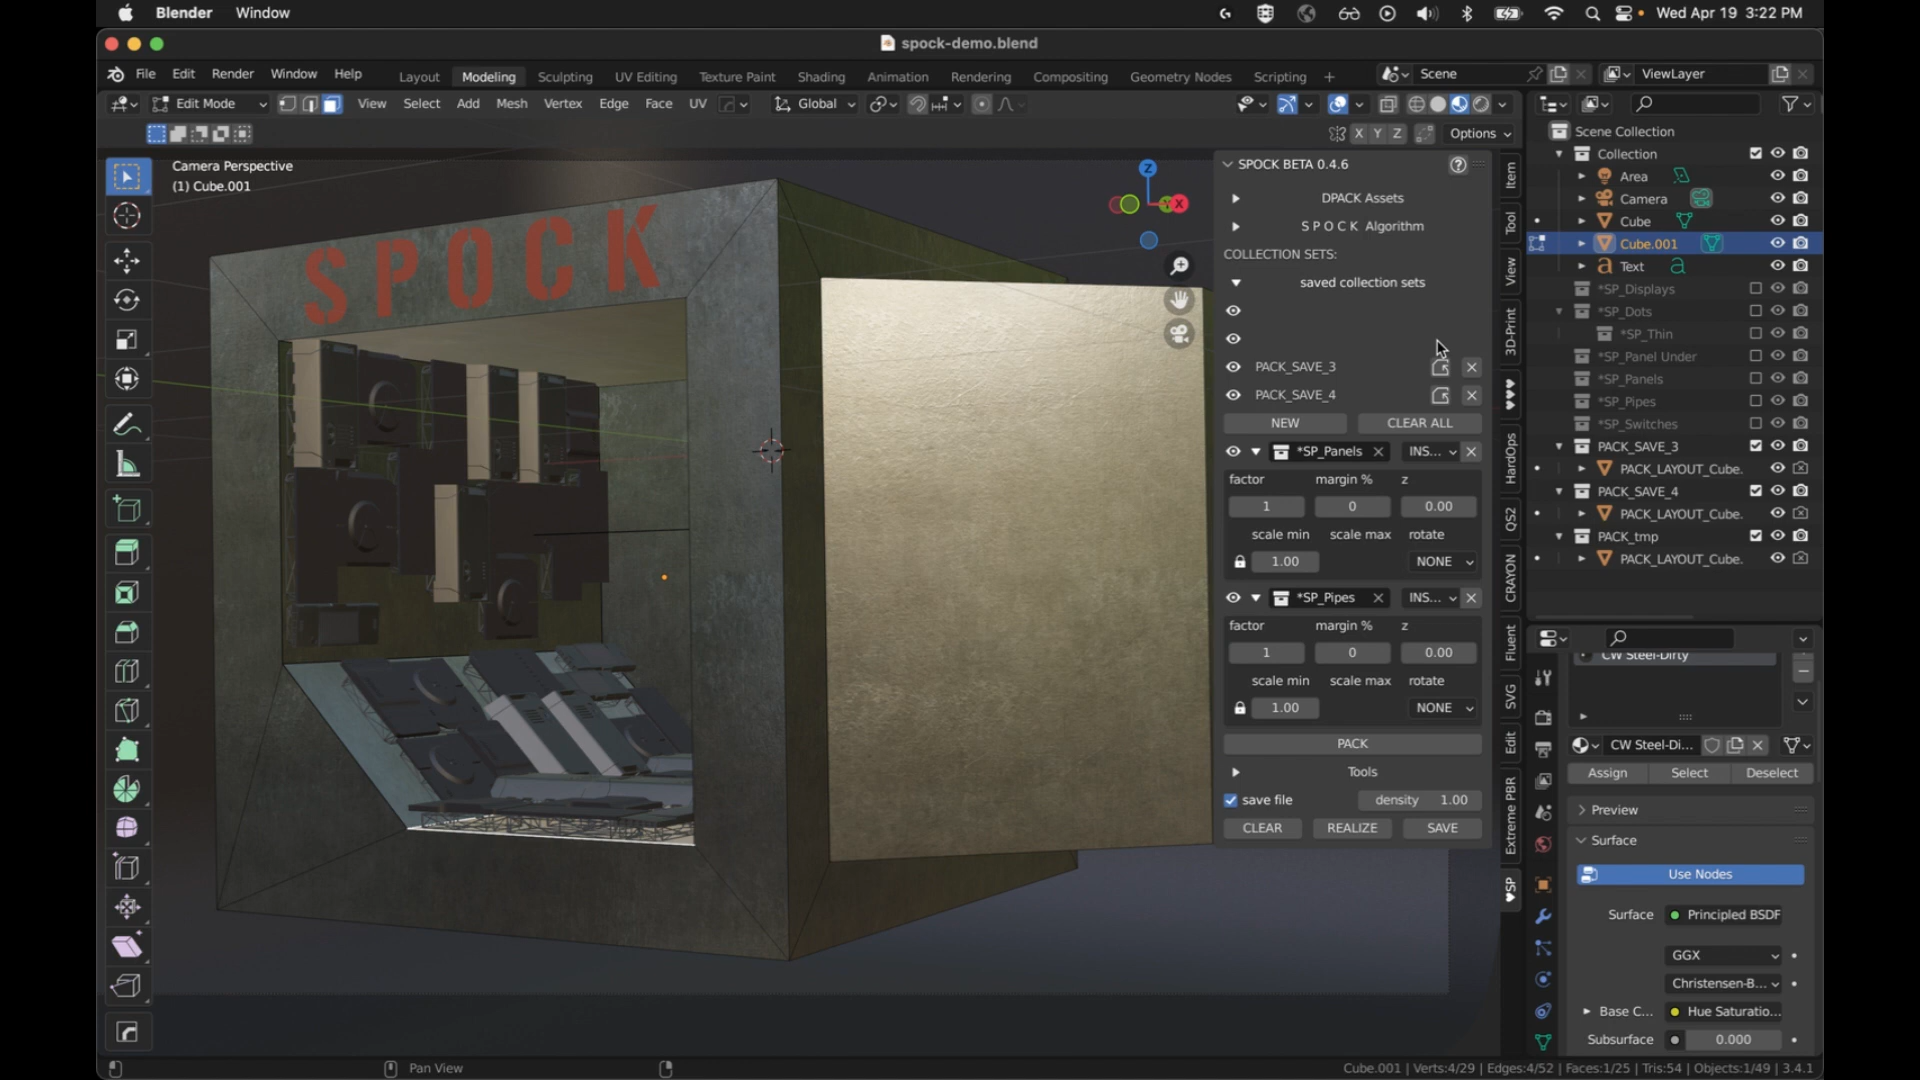 Blender Window
Wed Apr 19 3:22 PM
spock-demo.blend
File Edit Render Window Help
Layout Modeling Sculpting UV Editing Texture Paint Shading Animation Rendering Compositing Geometry Nodes Scripting +
Scene
ViewLayer
Edit Mode
View Select Add Mesh Vertex Edge Face UV
Global
X Y Z
Options
Camera Perspective
(1) Cube.001
SPOCK
Z
X
SPOCK BETA 0.4.6
DPACK Assets
S P O C K Algorithm
COLLECTION SETS:
saved collection sets
PACK_SAVE_3
PACK_SAVE_4
NEW CLEAR ALL
*SP_Panels INS...
factor margin % z
1 0 0.00
scale min scale max rotate
1.00 NONE
*SP_Pipes INS...
factor margin % z
1 0 0.00
scale min scale max rotate
1.00 NONE
PACK
Tools
save file density 1.00
CLEAR REALIZE SAVE
Item
Tool
View
3D-Print
♥♥♥
HardOps
QS2
CRAYON
Fluent
SVG
Edit
Extreme PBR
♥SP
Scene Collection
Collection
Area
Camera
Cube
Cube.001
Text
*SP_Displays
*SP_Dots
*SP_Thin
*SP_Panel Under
*SP_Panels
*SP_Pipes
*SP_Switches
PACK_SAVE_3
PACK_LAYOUT_Cube.
PACK_SAVE_4
PACK_LAYOUT_Cube.
PACK_tmp
PACK_LAYOUT_Cube.
CW Steel-Dirty
CW Steel-Di...
Assign Select Deselect
Preview
Surface
Use Nodes
Surface Principled BSDF
GGX
Christensen-B...
Base C... Hue Saturatio...
Subsurface 0.000
Pan View
Cube.001 | Verts:4/29 | Edges:4/52 | Faces:1/25 | Tris:54 | Objects:1/49 | 3.4.1